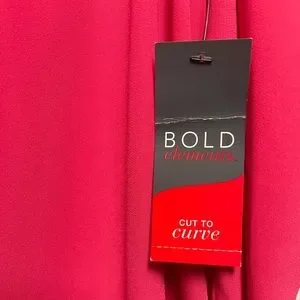 BOLD
elements.
CUT TO
curve